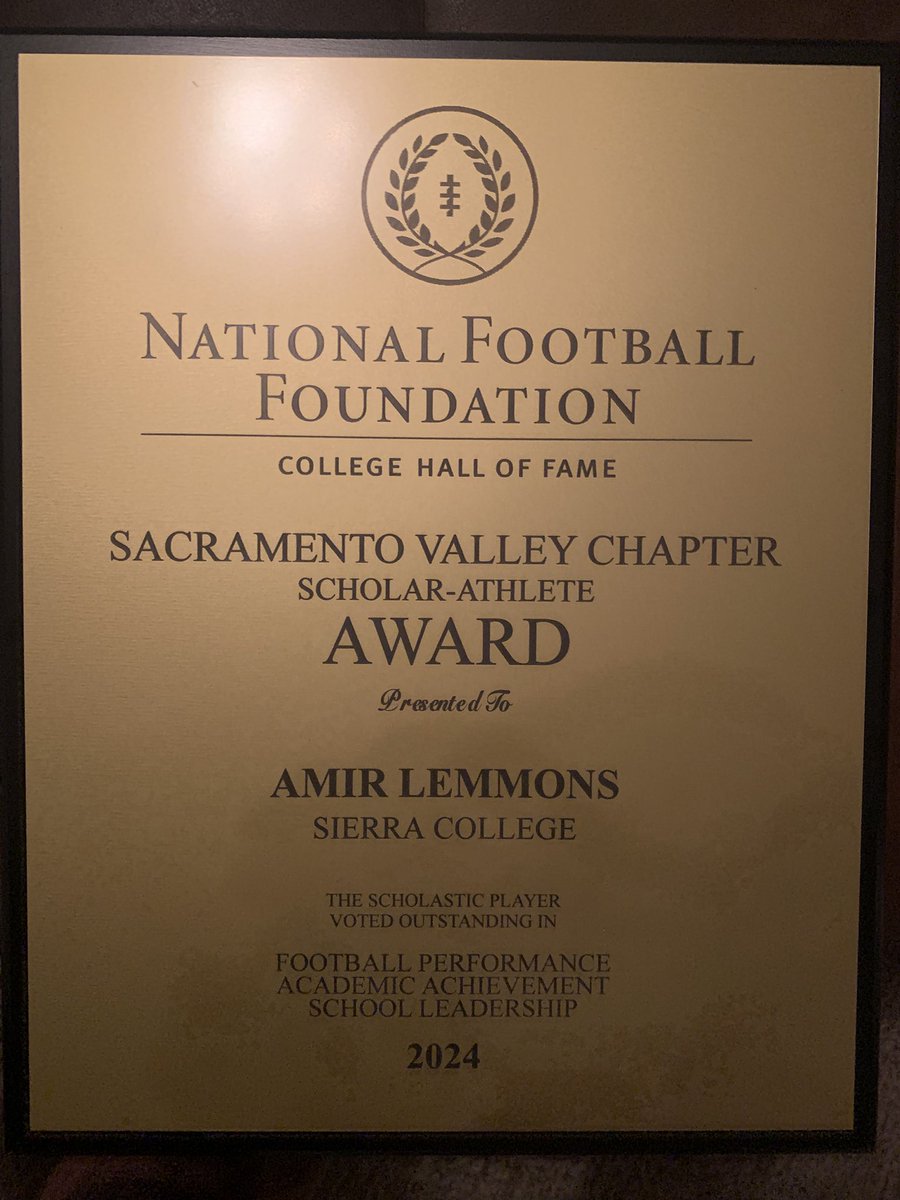 NATIONAL FOOTBALL
FOUNDATION
COLLEGE HALL OF FAME
SACRAMENTO VALLEY CHAPTER
SCHOLAR-ATHLETE
AWARD
Presented To
AMIR LEMMONS
SIERRA COLLEGE
THE SCHOLASTIC PLAYER
VOTED OUTSTANDING IN
FOOTBALL PERFORMANCE
ACADEMIC ACHIEVEMENT
SCHOOL LEADERSHIP
2024